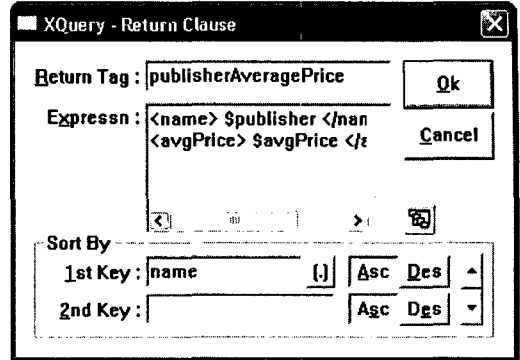 XQuery - Return Clause
Return Tag : publisherAveragePrice
Ok
Expressn : <name> $publisher </nam
<avgPrice> $avgPrice </a
Cancel
Sort By
1st Key : name (.) Asc Des
2nd Key : Asc Des